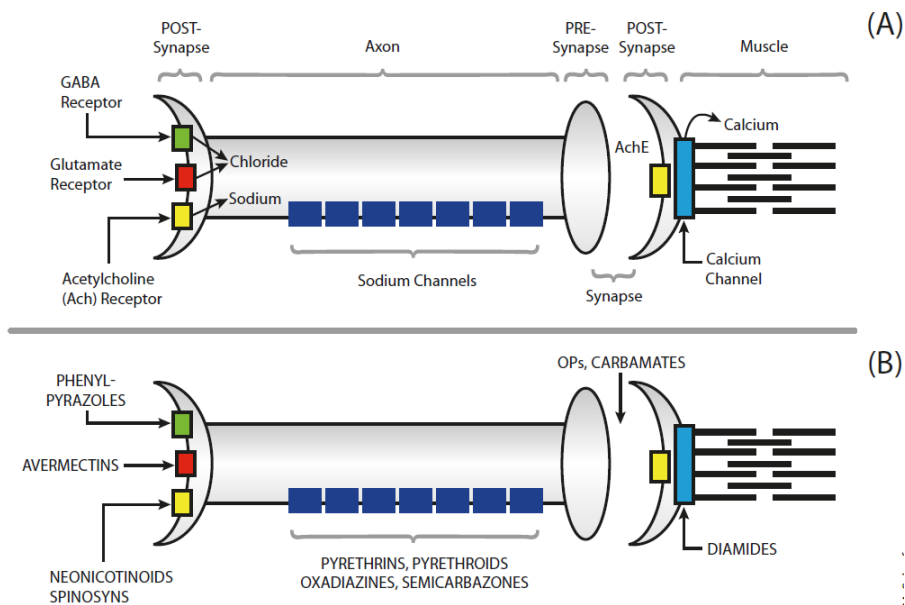 (A)
POST-
Synapse
Axon
PRE-
Synapse
POST-
Synapse
Muscle
GABA
Receptor
Glutamate
Receptor
Acetylcholine
(Ach) Receptor
Chloride
Sodium
Sodium Channels
AchE
Synapse
Calcium
Calcium
Channel
(B)
PHENYL-
PYRAZOLES
AVERMECTINS
NEONICOTINOIDS
SPINOSYNS
PYRETHRINS, PYRETHROIDS
OXADIAZINES, SEMICARBAZONES
OPs, CARBAMATES
DIAMIDES